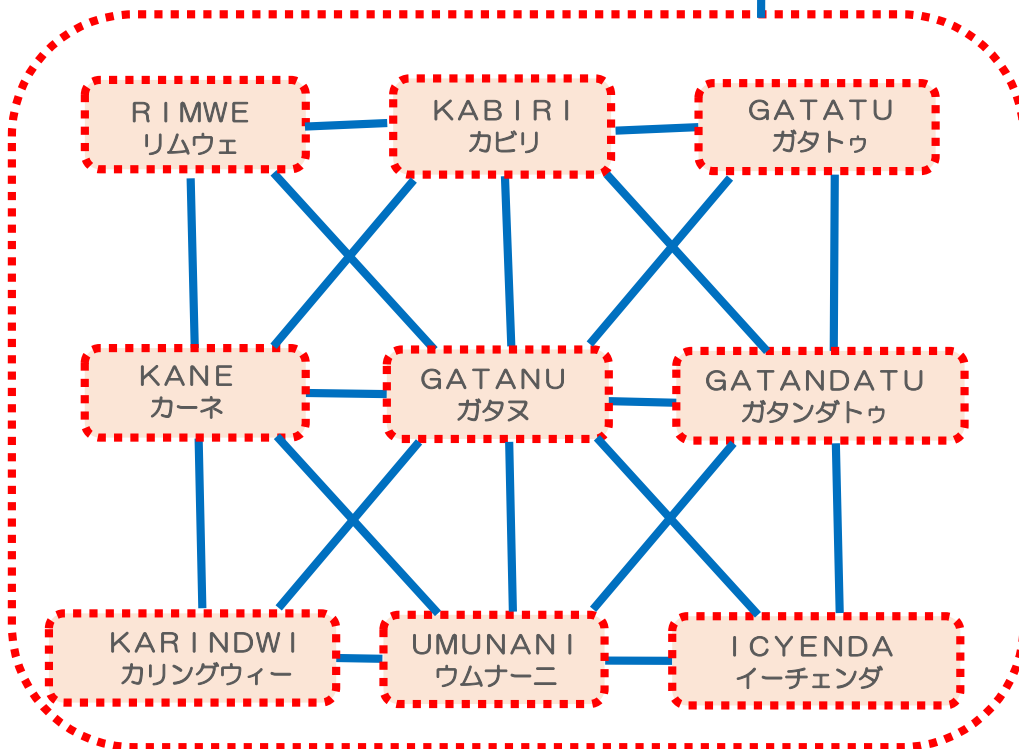 RIMWE
リムウェ
KABIRI
カビリ
GATATU
ガタトゥ
KANE
カーネ
GATANU
ガタヌ
GATANDATU
ガタンダトゥ
KARINDWI
カリングウィー
UMUNANI
ウムナーニ
ICYENDA
イーチェンダ